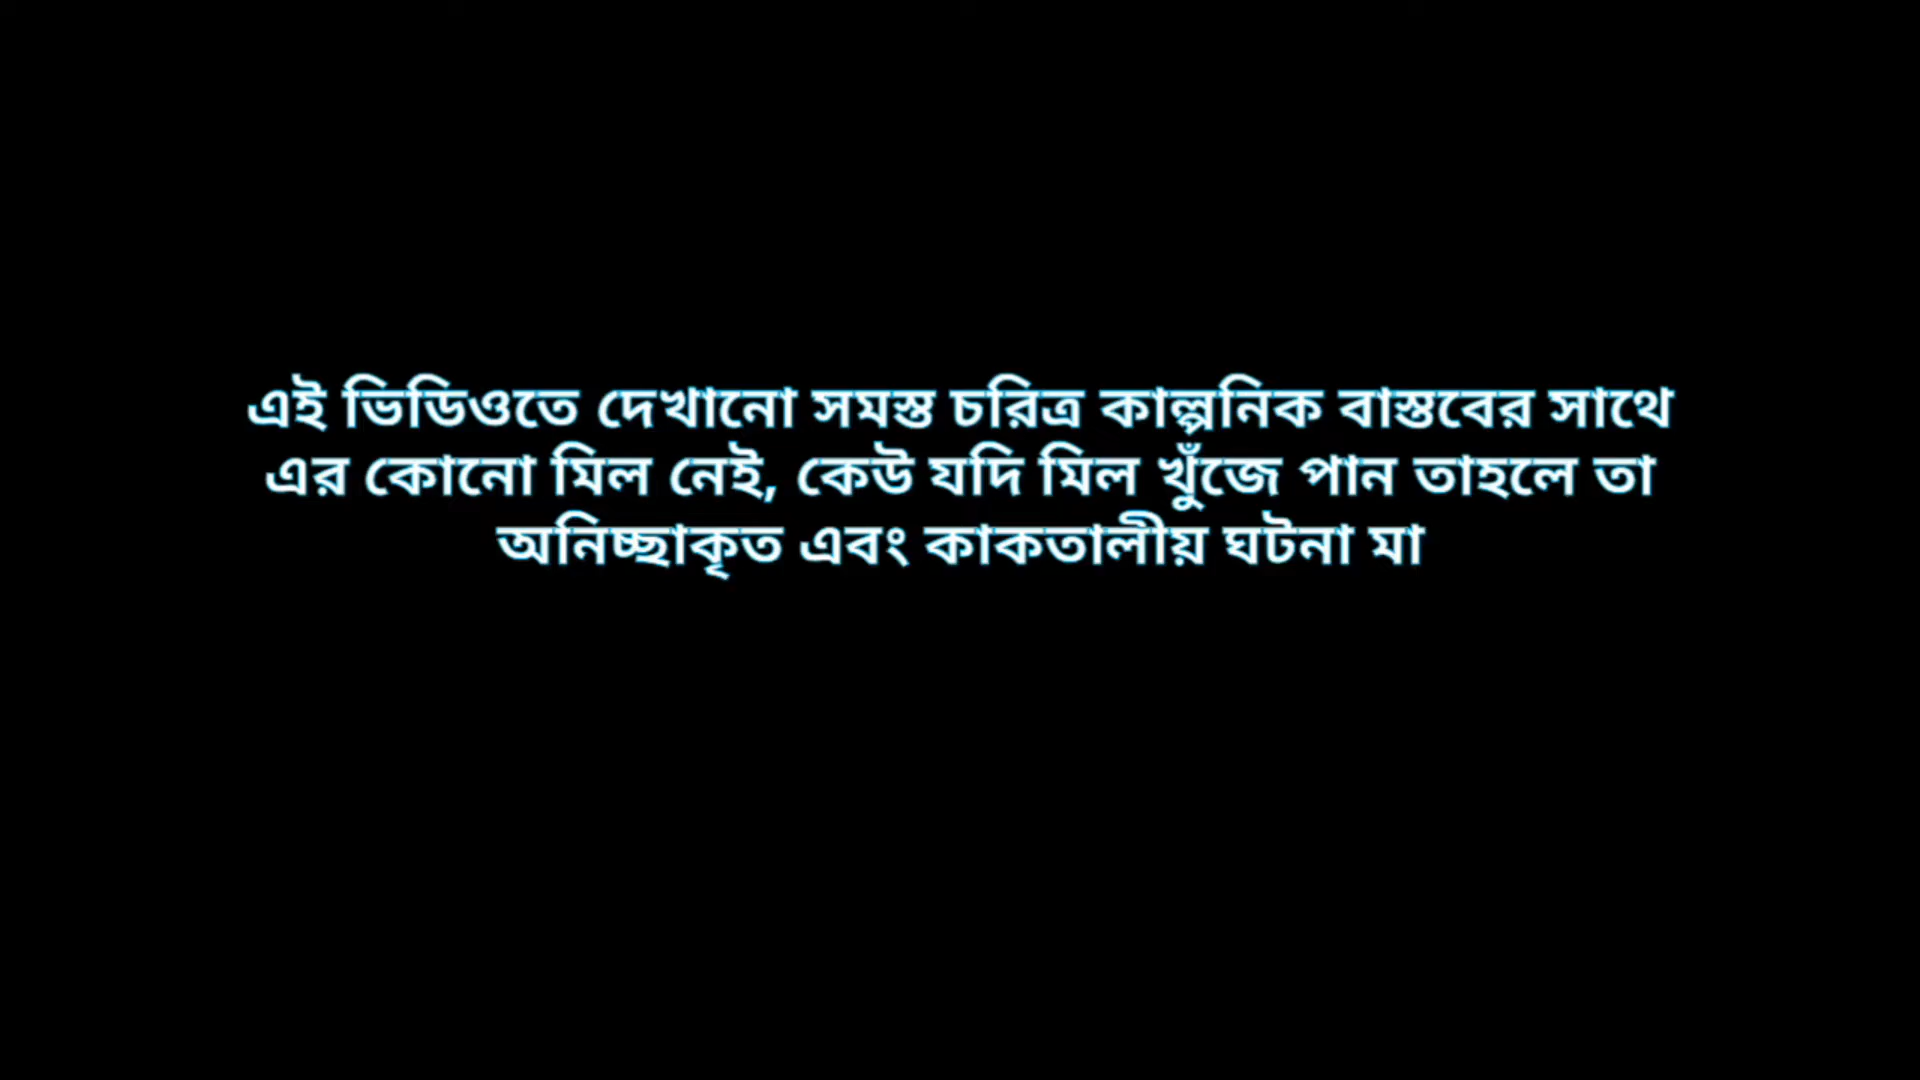 এই ভিডিওতে দেখানো সমস্ত চরিত্র কাল্পনিক বাস্তবের সাথে
এর কোনো মিল নেই, কেউ যদি মিল খুঁজে পান তাহলে তা
অনিচ্ছাকৃত এবং কাকতালীয় ঘটনা মা